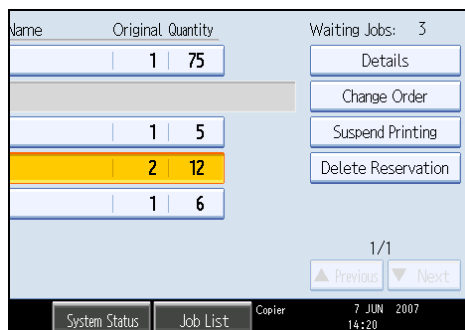 Name Original Quantity Waiting Jobs: 3
1 75 Details
Change Order
1 5 Suspend Printing
2 12 Delete Reservation
1 6
1/1
▲ Previous ▼ Next
System Status Job List Copier 7 JUN 2007
14:20